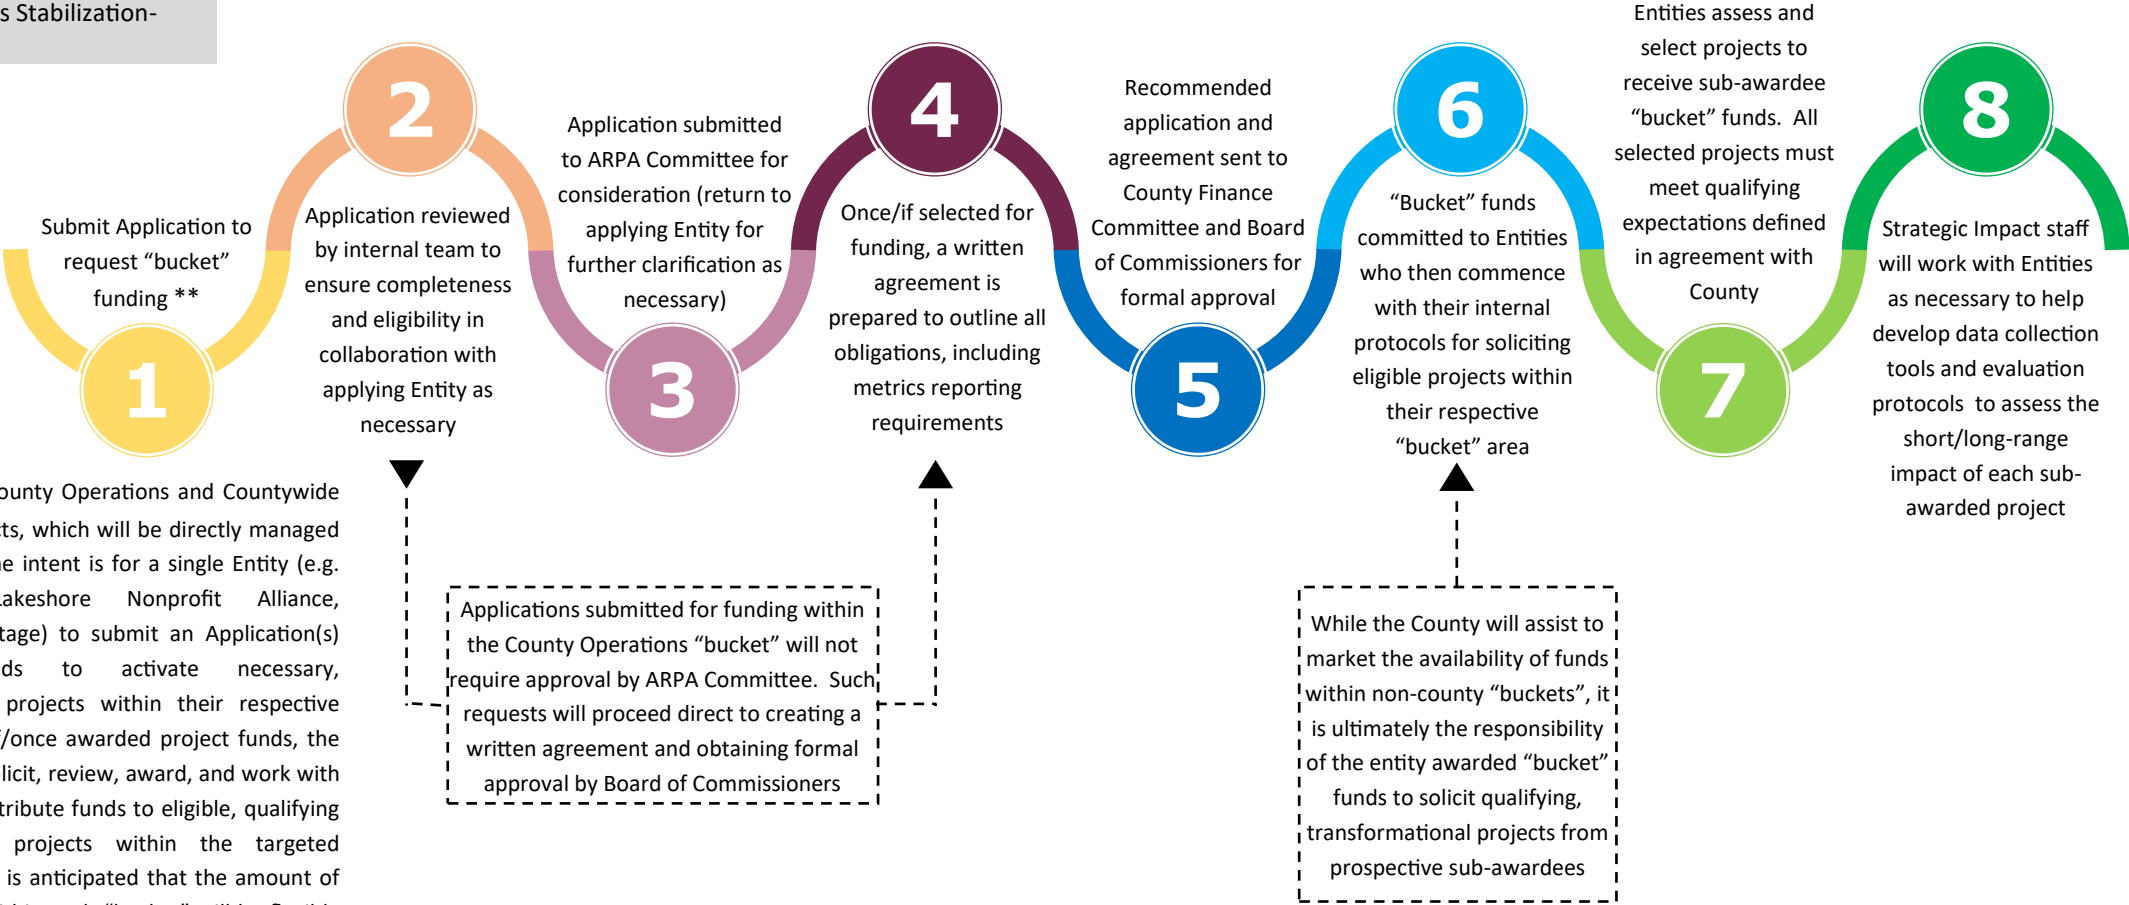 s Stabilization-
1
Submit Application to
request “bucket”
funding **
2
Application reviewed
by internal team to
ensure completeness
and eligibility in
collaboration with
applying Entity as
necessary
3
Application submitted
to ARPA Committee for
consideration (return to
applying Entity for
further clarification as
necessary)
4
Once/if selected for
funding, a written
agreement is
prepared to outline all
obligations, including
metrics reporting
requirements
5
Recommended
application and
agreement sent to
County Finance
Committee and Board
of Commissioners for
formal approval
6
“Bucket” funds
committed to Entities
who then commence
with their internal
protocols for soliciting
eligible projects within
their respective
“bucket” area
7
Entities assess and
select projects to
receive sub-awardee
“bucket” funds. All
selected projects must
meet qualifying
expectations defined
in agreement with
County
8
Strategic Impact staff
will work with Entities
as necessary to help
develop data collection
tools and evaluation
protocols to assess the
short/long-range
impact of each sub-
awarded project
ounty Operations and Countywide
cts, which will be directly managed
ne intent is for a single Entity (e.g.
akeshore Nonprofit Alliance,
tage) to submit an Application(s)
ds to activate necessary,
projects within their respective
f/once awarded project funds, the
licit, review, award, and work with
tribute funds to eligible, qualifying
projects within the targeted
is anticipated that the amount of
Applications submitted for funding within
the County Operations “bucket” will not
require approval by ARPA Committee. Such
requests will proceed direct to creating a
written agreement and obtaining formal
approval by Board of Commissioners
While the County will assist to
market the availability of funds
within non-county “buckets”, it
is ultimately the responsibility
of the entity awarded “bucket”
funds to solicit qualifying,
transformational projects from
prospective sub-awardees